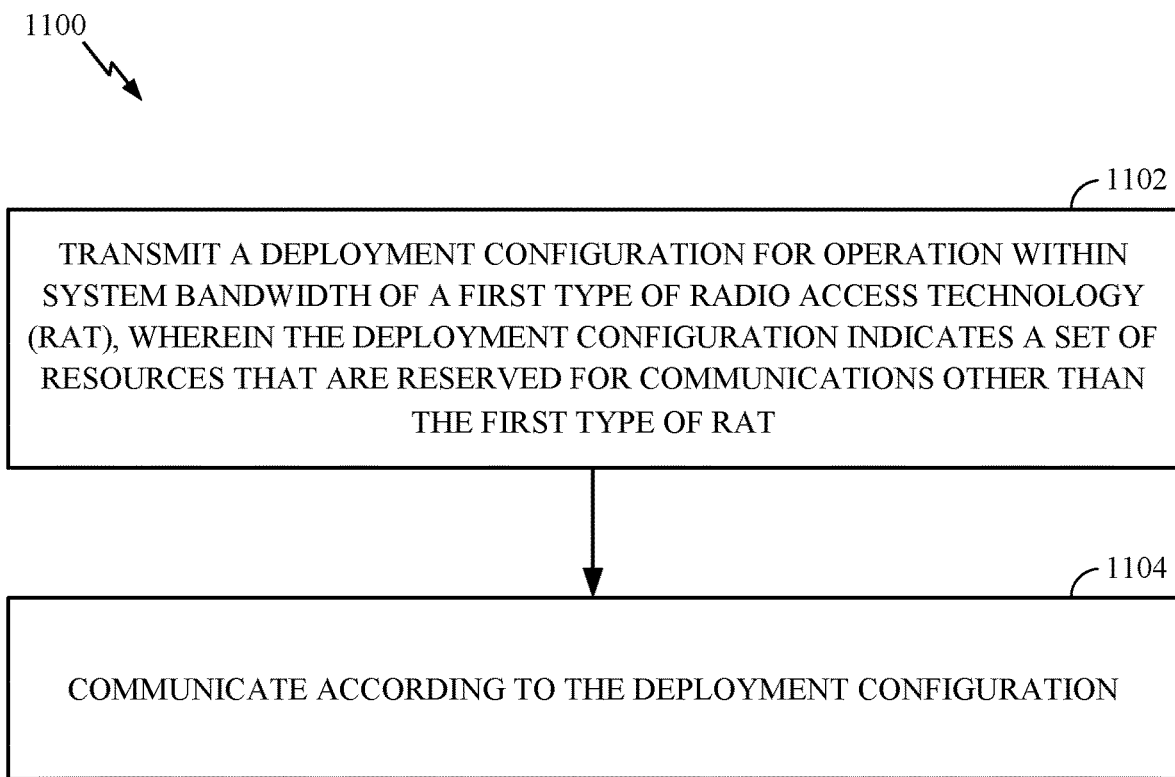 1100
1102
TRANSMIT A DEPLOYMENT CONFIGURATION FOR OPERATION WITHIN
SYSTEM BANDWIDTH OF A FIRST TYPE OF RADIO ACCESS TECHNOLOGY
(RAT), WHEREIN THE DEPLOYMENT CONFIGURATION INDICATES A SET OF
RESOURCES THAT ARE RESERVED FOR COMMUNICATIONS OTHER THAN
THE FIRST TYPE OF RAT
1104
COMMUNICATE ACCORDING TO THE DEPLOYMENT CONFIGURATION